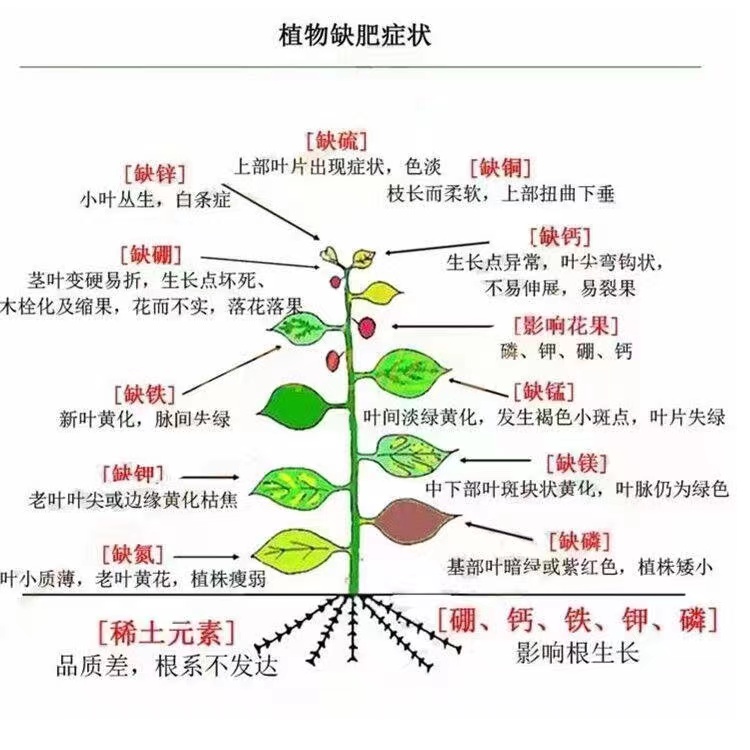 植物缺肥症状
[缺硫]
上部叶片出现症状，色淡
[缺锌]
小叶丛生，白条症
[缺铜]
枝长而柔软，上部扭曲下垂
[缺硼]
茎叶变硬易折，生长点坏死、
木栓化及缩果，花而不实，落花落果
[缺钙]
生长点异常，叶尖弯钩状，
不易伸展，易裂果
[影响花果]
磷、钾、硼、钙
[缺铁]
新叶黄化，脉间失绿
[缺锰]
叶间淡绿黄化，发生褐色小斑点，叶片失绿
[缺钾]
老叶叶尖或边缘黄化枯焦
[缺镁]
中下部叶斑块状黄化，叶脉仍为绿色
[缺氮]
叶小质薄，老叶黄花，植株瘦弱
[缺磷]
基部叶暗绿或紫红色，植株矮小
[稀土元素]
品质差，根系不发达
[硼、钙、铁、钾、磷]
影响根生长